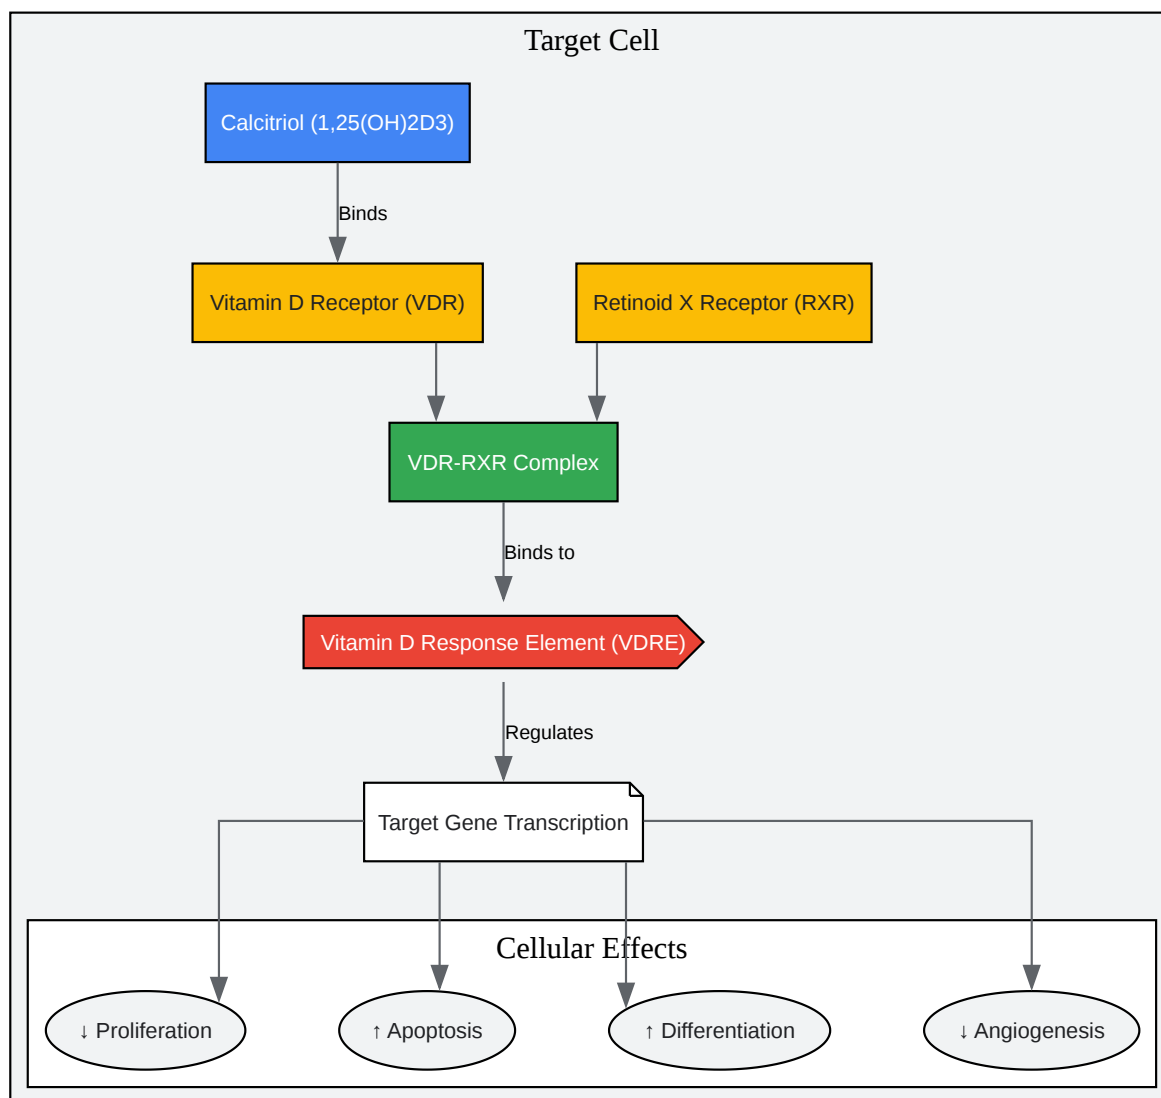 Target Cell
Calcitriol (1,25(OH)2D3)
Binds
Vitamin D Receptor (VDR)
Retinoid X Receptor (RXR)
VDR-RXR Complex
Binds to
Vitamin D Response Element (VDRE)
Regulates
Target Gene Transcription
Cellular Effects
↓ Proliferation
↑ Apoptosis
↑ Differentiation
↓ Angiogenesis